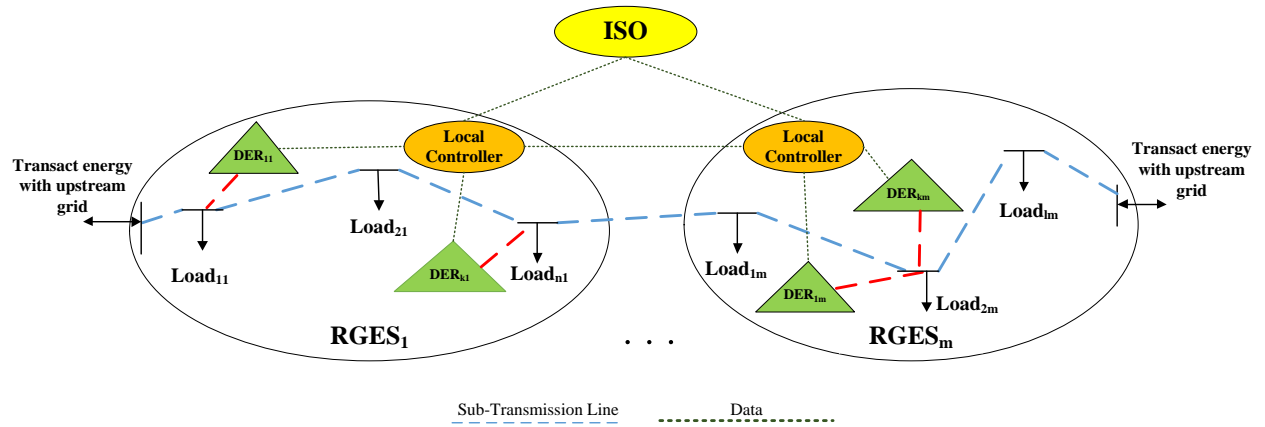 ISO
Local
Controller
Local
Controller
DER₁₁
DERₖₘ
Transact energy
with upstream
grid
Transact energy
with upstream
grid
Load₁₁
Load₂₁
DERₖ₁
Loadₙ₁
Load₁ₘ
DER₁ₘ
Load₂ₘ
Loadₗₘ
RGES₁
. . .
RGESₘ
Sub-Transmission Line
Data